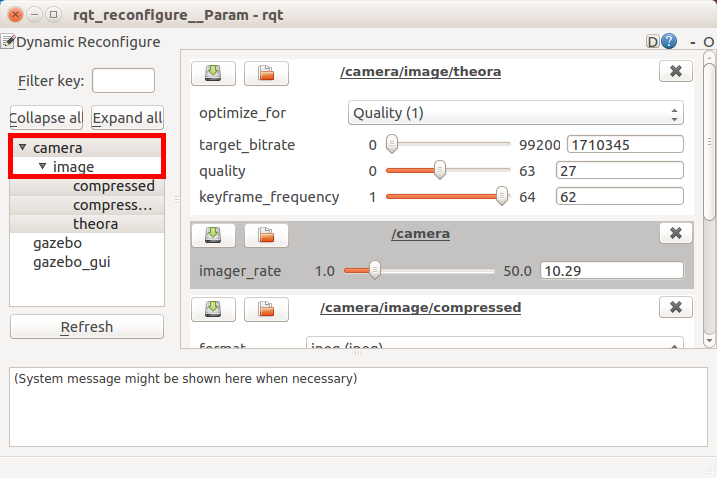 rqt_reconfigure__Param - rqt
Dynamic Reconfigure
D ? - O
Filter key:
Collapse all Expand all
camera
image
compressed
compress…
theora
gazebo
gazebo_gui
Refresh
/camera/image/theora
optimize_for Quality (1)
target_bitrate 0 99200 1710345
quality 0 63 27
keyframe_frequency 1 64 62
/camera
imager_rate 1.0 50.0 10.29
/camera/image/compressed
format jpeg (jpeg)
(System message might be shown here when necessary)